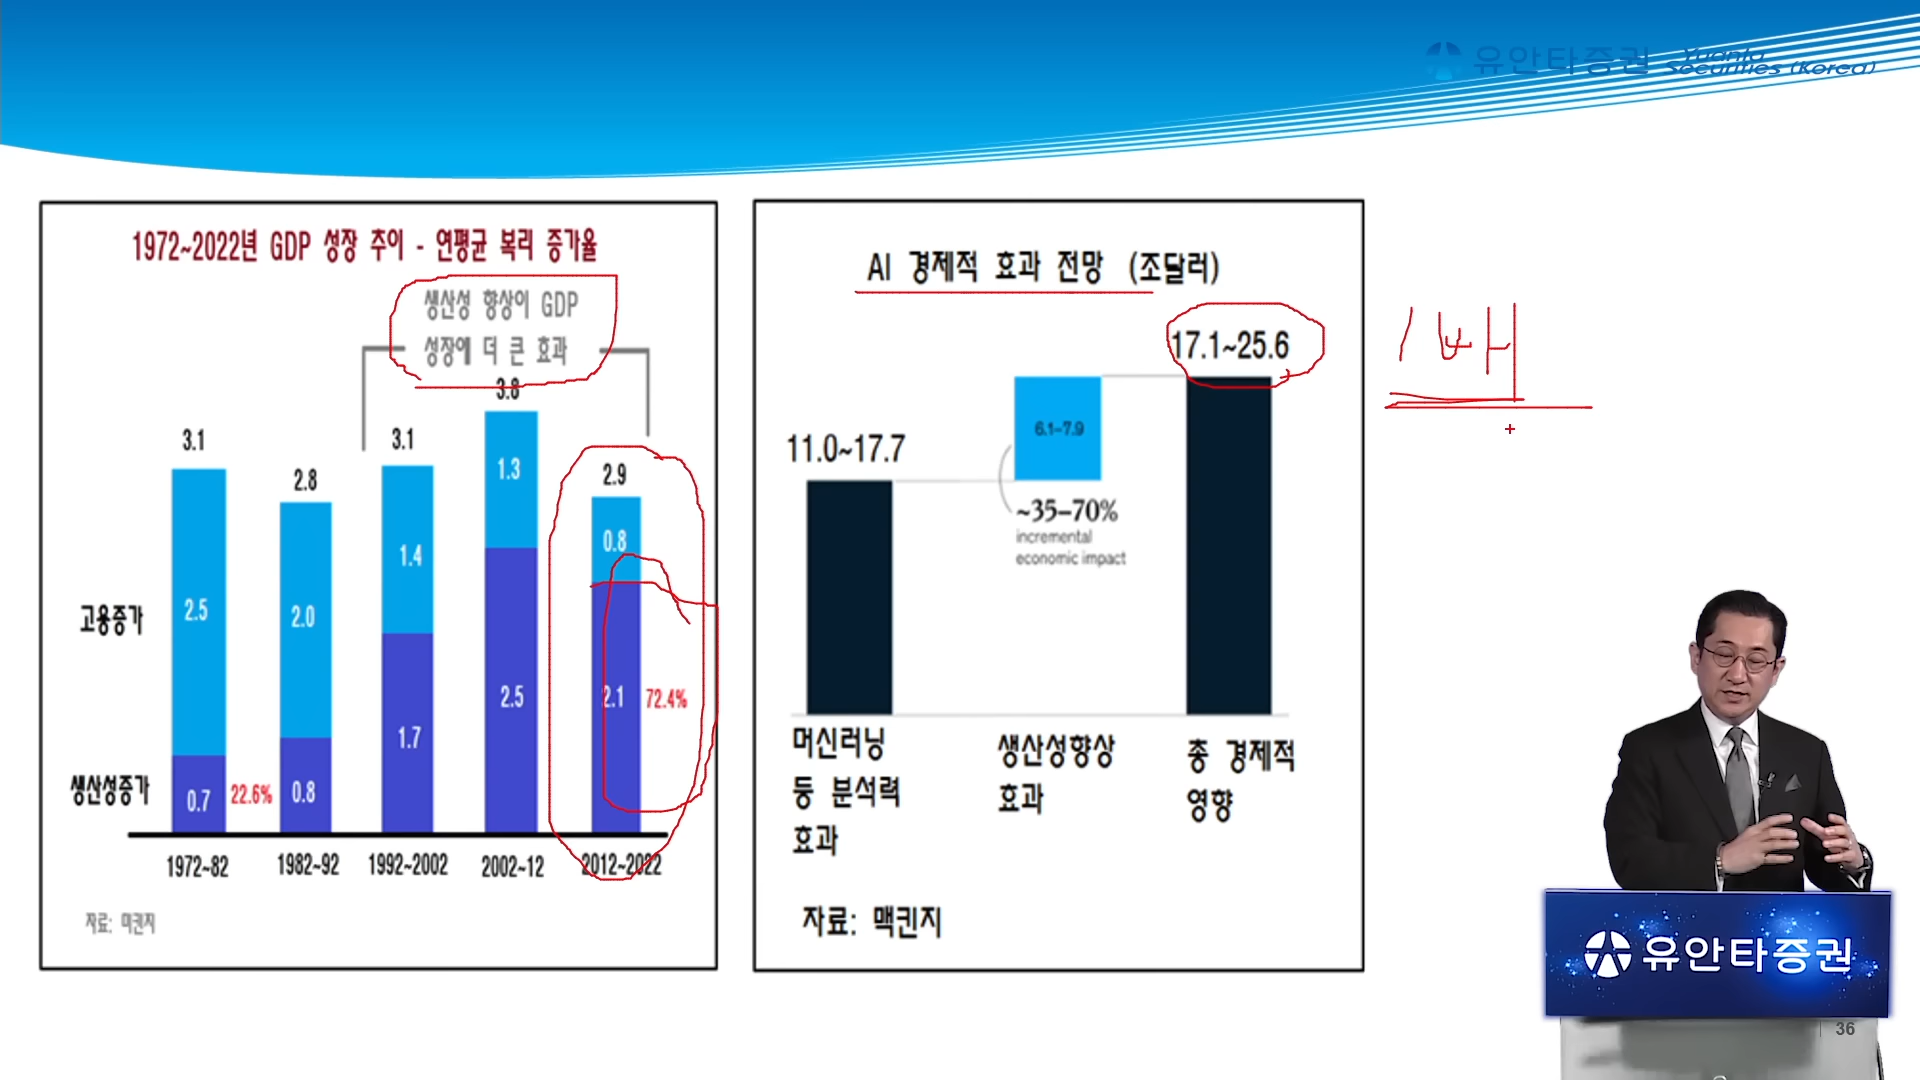 유안타증권 Yuanta Securities (Korea)
1972~2022년 GDP 성장 추이 - 연평균 복리 증가율
생산성 향상이 GDP
성장에 더 큰 효과
3.1
2.8
3.1
3.8
2.9
2.5
2.0
1.4
1.3
0.8
고용증가
생산성증가
0.7
22.6%
0.8
1.7
2.5
2.1
72.4%
1972~82
1982~92
1992~2002
2002~12
2012~2022
자료: 미킨지
AI 경제적 효과 전망 (조달러)
17.1~25.6
11.0~17.7
6.1–7.9
~35–70%
incremental
economic impact
머신러닝
등 분석력
효과
생산성향상
효과
총 경제적
영향
자료: 맥킨지
1배
유안타증권
36